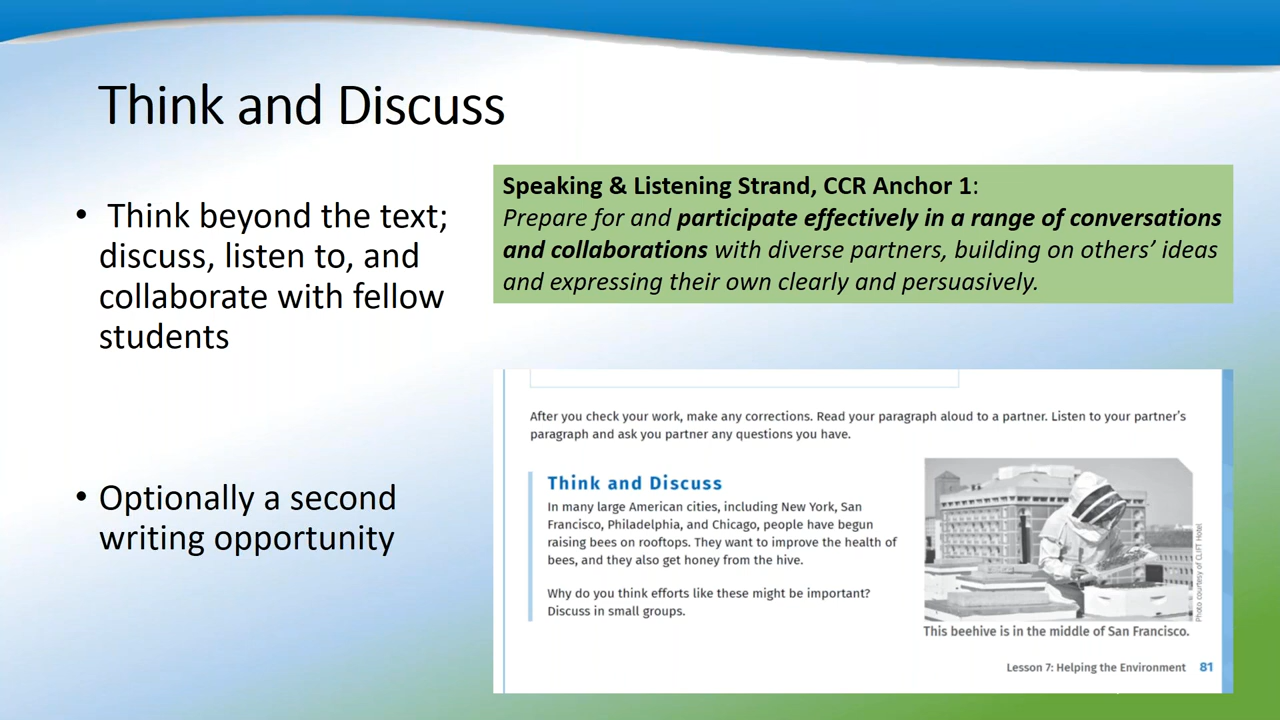 Think and Discuss
• Think beyond the text;
discuss, listen to, and
collaborate with fellow
students
• Optionally a second
writing opportunity
Speaking & Listening Strand, CCR Anchor 1:
Prepare for and participate effectively in a range of conversations
and collaborations with diverse partners, building on others’ ideas
and expressing their own clearly and persuasively.
After you check your work, make any corrections. Read your paragraph aloud to a partner. Listen to your partner’s
paragraph and ask you partner any questions you have.
Think and Discuss
In many large American cities, including New York, San
Francisco, Philadelphia, and Chicago, people have begun
raising bees on rooftops. They want to improve the health of
bees, and they also get honey from the hive.
Why do you think efforts like these might be important?
Discuss in small groups.
Photo courtesy of CLIFT Hotel
This beehive is in the middle of San Francisco.
Lesson 7: Helping the Environment 81